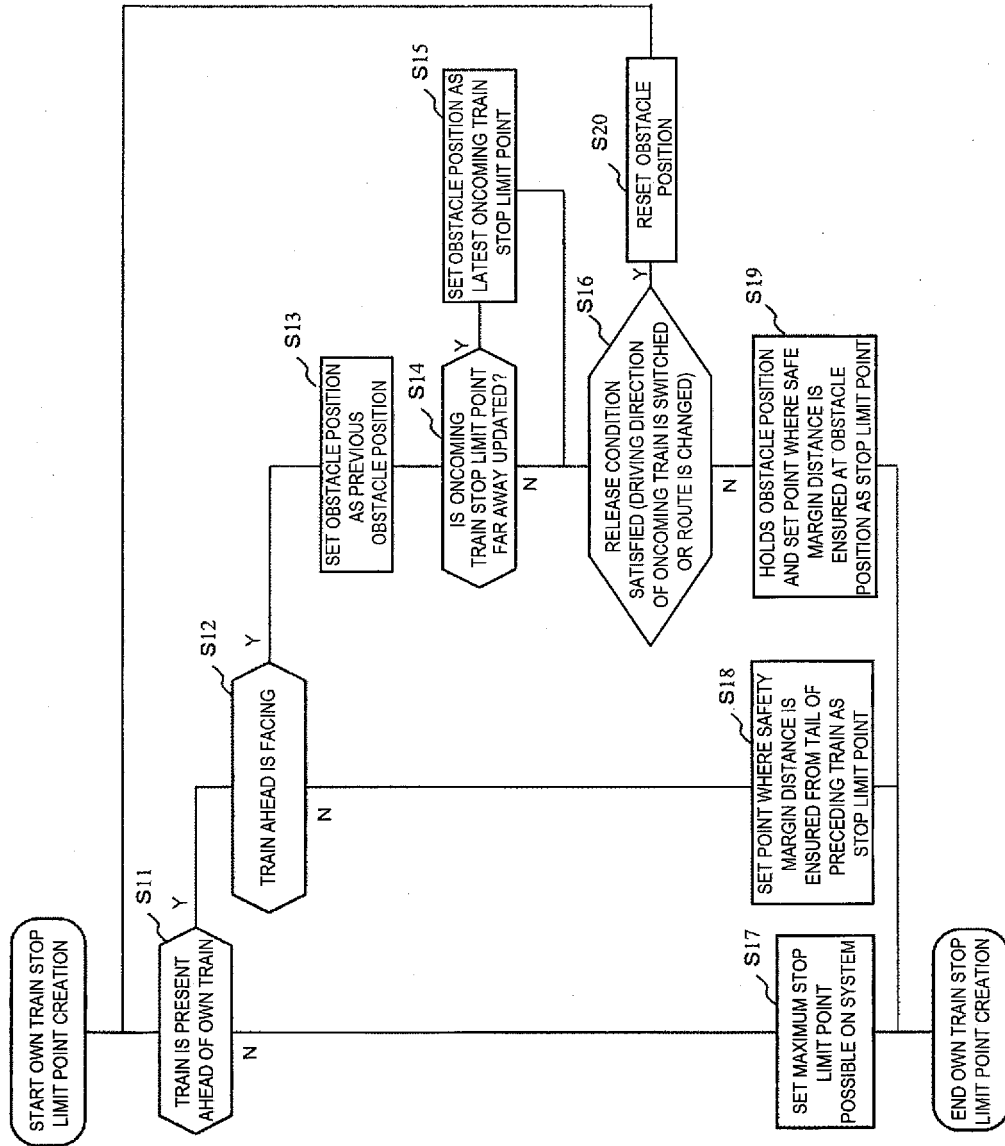 START OWN TRAIN STOP
LIMIT POINT CREATION
S11
TRAIN IS PRESENT
AHEAD OF OWN TRAIN
Y
N
S12
TRAIN AHEAD IS FACING
Y
N
S13
SET OBSTACLE POSITION
AS PREVIOUS
OBSTACLE POSITION
S14
IS ONCOMING
TRAIN STOP LIMIT POINT
FAR AWAY UPDATED?
Y
N
S15
SET OBSTACLE POSITION AS
LATEST ONCOMING TRAIN
STOP LIMIT POINT
S16
RELEASE CONDITION
SATISFIED (DRIVING DIRECTION
OF ONCOMING TRAIN IS SWITCHED
OR ROUTE IS CHANGED)
Y
N
S20
RESET OBSTACLE
POSITION
S17
SET MAXIMUM STOP
LIMIT POINT
POSSIBLE ON SYSTEM
S18
SET POINT WHERE SAFETY
MARGIN DISTANCE IS
ENSURED FROM TAIL OF
PRECEDING TRAIN AS
STOP LIMIT POINT
S19
HOLDS OBSTACLE POSITION
AND SET POINT WHERE SAFE
MARGIN DISTANCE IS
ENSURED AT OBSTACLE
POSITION AS STOP LIMIT POINT
END OWN TRAIN STOP
LIMIT POINT CREATION